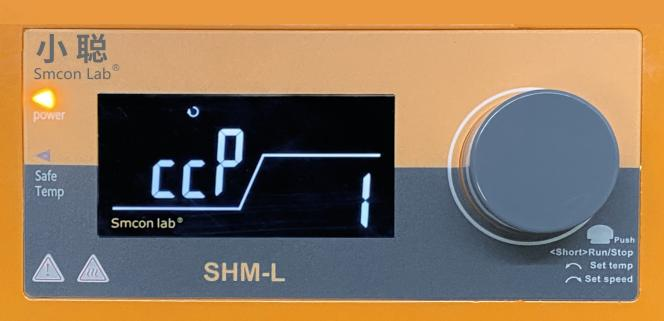 小聪
Smcon Lab®
power
Safe
Temp
ccP
1
Smcon lab®
SHM-L
Push
<Short>Run/Stop
Set temp
Set speed